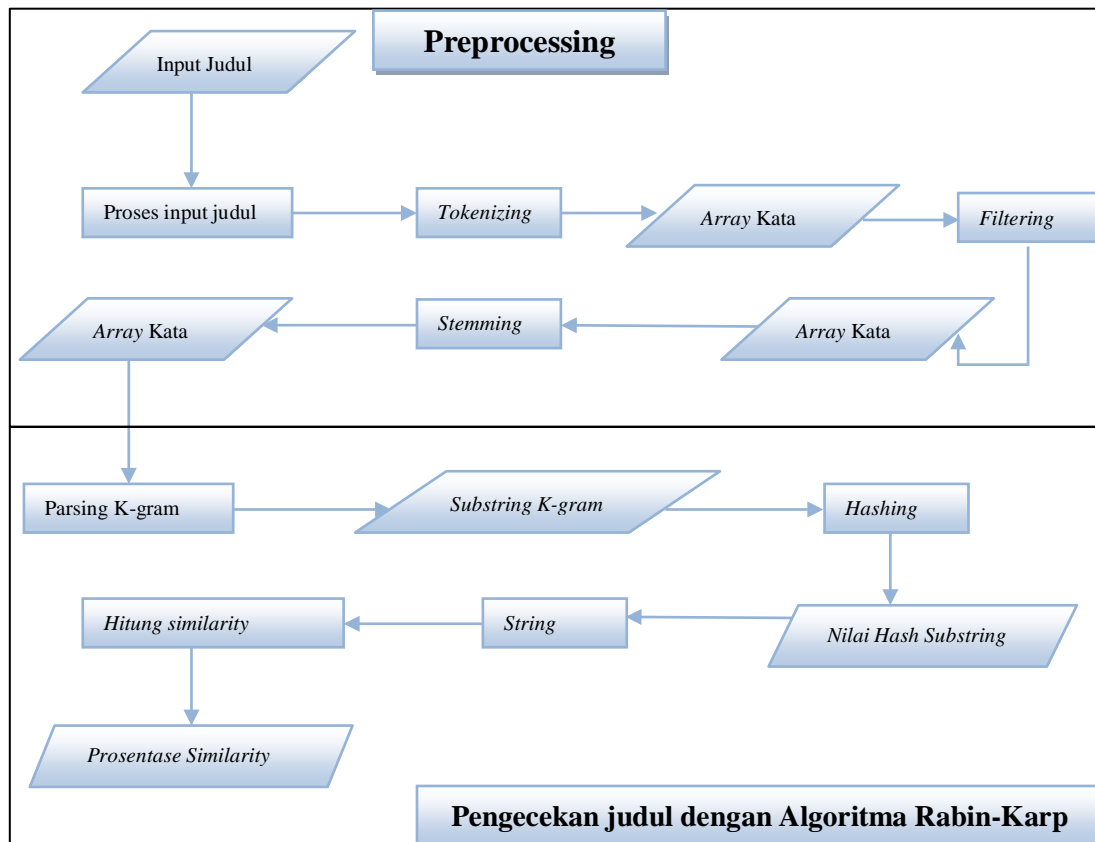 Preprocessing
Input Judul
Proses input judul
Tokenizing
Array Kata
Filtering
Array Kata
Stemming
Array Kata
Parsing K-gram
Substring K-gram
Hashing
Nilai Hash Substring
String
Hitung similarity
Prosentase Similarity
Pengecekan judul dengan Algoritma Rabin-Karp